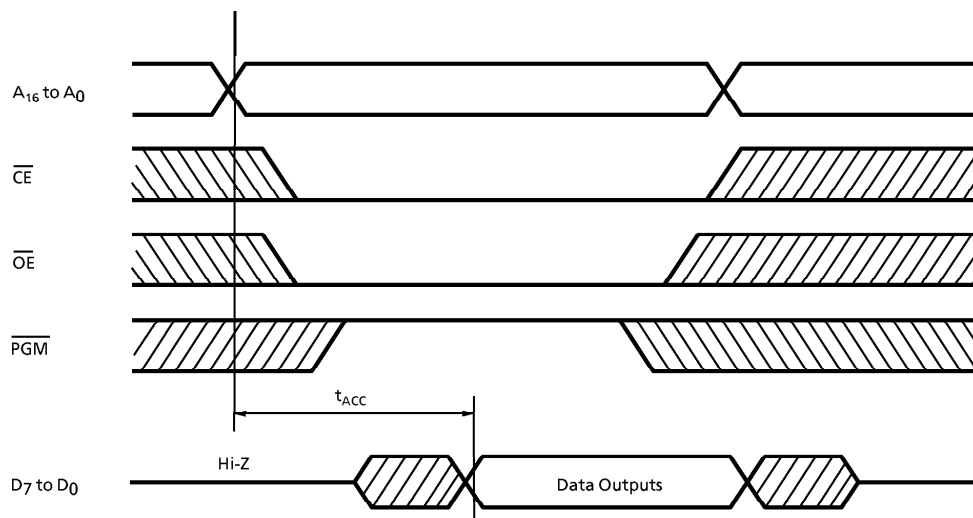 A16 to A0
CE
OE
PGM
tACC
Hi-Z
D7 to D0
Data Outputs